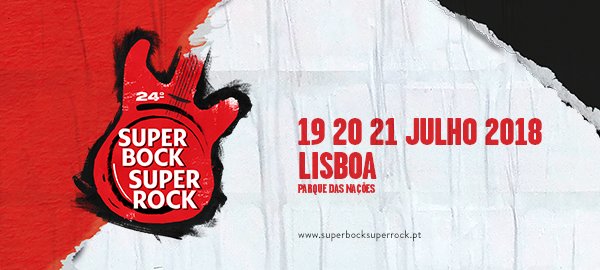 24º
SUPER
BOCK
SUPER
ROCK
19 20 21 JULHO 2018
LISBOA
PARQUE DAS NAÇÕES
www.superbocksuperrock.pt